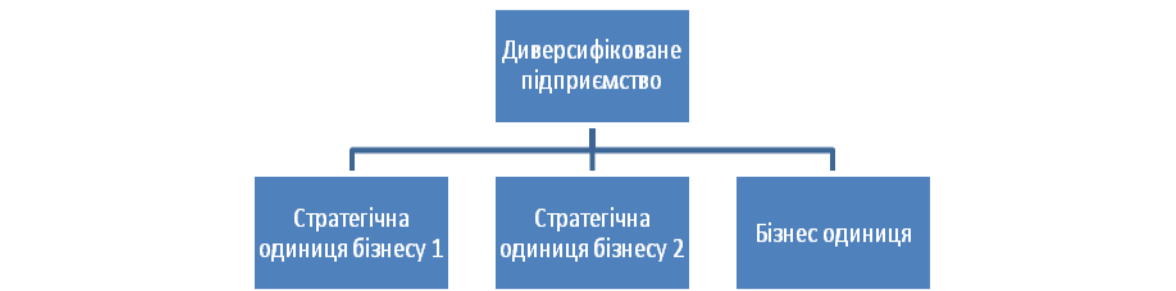 Диверсифіковане
підприємство
Стратегічна
одиниця бізнесу 1
Стратегічна
одиниця бізнесу 2
Бізнес одиниця